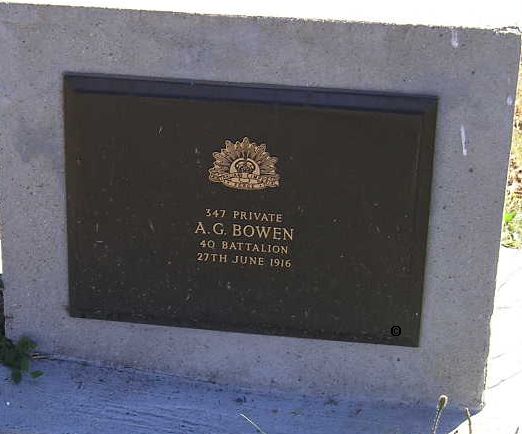 347 PRIVATE
A.G. BOWEN
40 BATTALION
27TH JUNE 1916
©